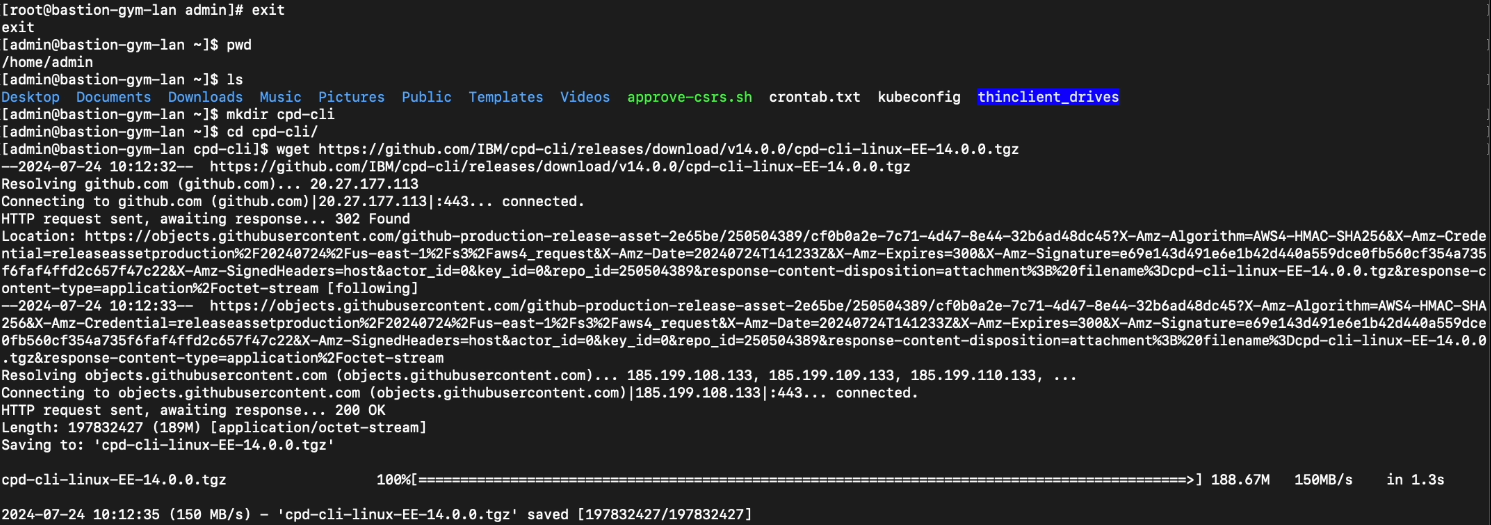 [root@bastion-gym-lan admin]# exit
exit
[admin@bastion-gym-lan ~]$ pwd
/home/admin
[admin@bastion-gym-lan ~]$ ls
Desktop  Documents  Downloads  Music  Pictures  Public  Templates  Videos  approve-csrs.sh  crontab.txt  kubeconfig  thinclient_drives
[admin@bastion-gym-lan ~]$ mkdir cpd-cli
[admin@bastion-gym-lan ~]$ cd cpd-cli/
[admin@bastion-gym-lan cpd-cli]$ wget https://github.com/IBM/cpd-cli/releases/download/v14.0.0/cpd-cli-linux-EE-14.0.0.tgz
--2024-07-24 10:12:32--  https://github.com/IBM/cpd-cli/releases/download/v14.0.0/cpd-cli-linux-EE-14.0.0.tgz
Resolving github.com (github.com)... 20.27.177.113
Connecting to github.com (github.com)|20.27.177.113|:443... connected.
HTTP request sent, awaiting response... 302 Found
Location: https://objects.githubusercontent.com/github-production-release-asset-2e65be/250504389/cf0b0a2e-7c71-4d47-8e44-32b6ad48dc45?X-Amz-Algorithm=AWS4-HMAC-SHA256&X-Amz-Crede
ntial=releaseassetproduction%2F20240724%2Fus-east-1%2Fs3%2Faws4_request&X-Amz-Date=20240724T141233Z&X-Amz-Expires=300&X-Amz-Signature=e69e143d491e6e1b42d440a559dce0fb560cf354a735
f6faf4ffd2c657f47c22&X-Amz-SignedHeaders=host&actor_id=0&key_id=0&repo_id=250504389&response-content-disposition=attachment%3B%20filename%3Dcpd-cli-linux-EE-14.0.0.tgz&response-c
ontent-type=application%2Foctet-stream [following]
--2024-07-24 10:12:33--  https://objects.githubusercontent.com/github-production-release-asset-2e65be/250504389/cf0b0a2e-7c71-4d47-8e44-32b6ad48dc45?X-Amz-Algorithm=AWS4-HMAC-SHA
256&X-Amz-Credential=releaseassetproduction%2F20240724%2Fus-east-1%2Fs3%2Faws4_request&X-Amz-Date=20240724T141233Z&X-Amz-Expires=300&X-Amz-Signature=e69e143d491e6e1b42d440a559dce
0fb560cf354a735f6faf4ffd2c657f47c22&X-Amz-SignedHeaders=host&actor_id=0&key_id=0&repo_id=250504389&response-content-disposition=attachment%3B%20filename%3Dcpd-cli-linux-EE-14.0.0
.tgz&response-content-type=application%2Foctet-stream
Resolving objects.githubusercontent.com (objects.githubusercontent.com)... 185.199.108.133, 185.199.109.133, 185.199.110.133, ...
Connecting to objects.githubusercontent.com (objects.githubusercontent.com)|185.199.108.133|:443... connected.
HTTP request sent, awaiting response... 200 OK
Length: 197832427 (189M) [application/octet-stream]
Saving to: 'cpd-cli-linux-EE-14.0.0.tgz'
cpd-cli-linux-EE-14.0.0.tgz 100%[============================================================================================>] 188.67M 150MB/s in 1.3s
2024-07-24 10:12:35 (150 MB/s) - 'cpd-cli-linux-EE-14.0.0.tgz' saved [197832427/197832427]